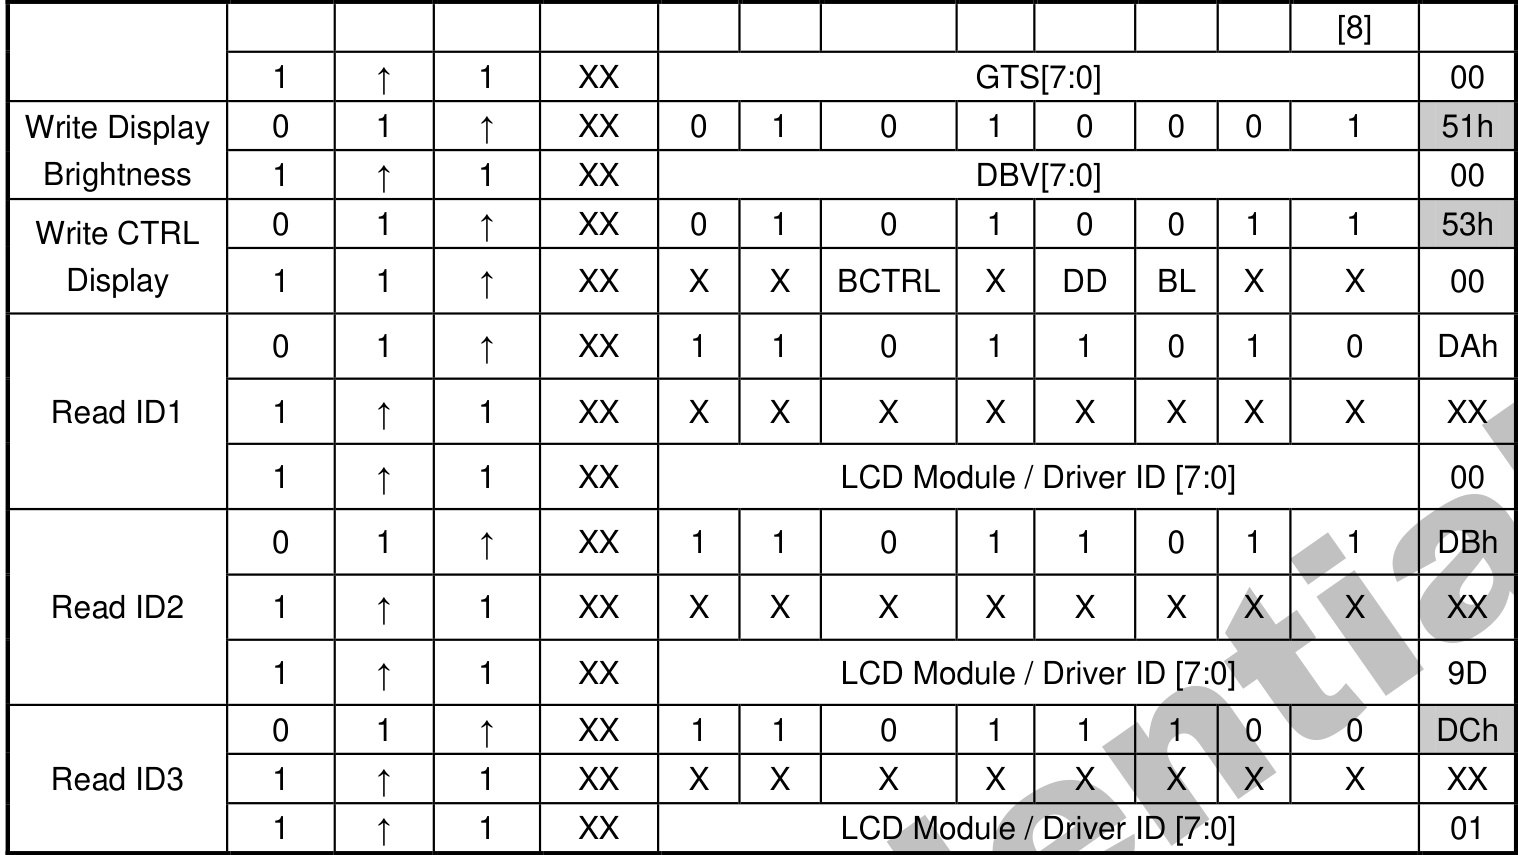 [8]
1 ↑ 1 XX GTS[7:0] 00
Write Display Brightness
0 1 ↑ XX 0 1 0 1 0 0 0 1 51h
1 ↑ 1 XX DBV[7:0] 00
Write CTRL Display
0 1 ↑ XX 0 1 0 1 0 0 1 1 53h
1 1 ↑ XX X X BCTRL X DD BL X X 00
Read ID1
0 1 ↑ XX 1 1 0 1 1 0 1 0 DAh
1 ↑ 1 XX X X X X X X X X XX
1 ↑ 1 XX LCD Module / Driver ID [7:0] 00
Read ID2
0 1 ↑ XX 1 1 0 1 1 0 1 1 DBh
1 ↑ 1 XX X X X X X X X X XX
1 ↑ 1 XX LCD Module / Driver ID [7:0] 9D
Read ID3
0 1 ↑ XX 1 1 0 1 1 1 0 0 DCh
1 ↑ 1 XX X X X X X X X X XX
1 ↑ 1 XX LCD Module / Driver ID [7:0] 01